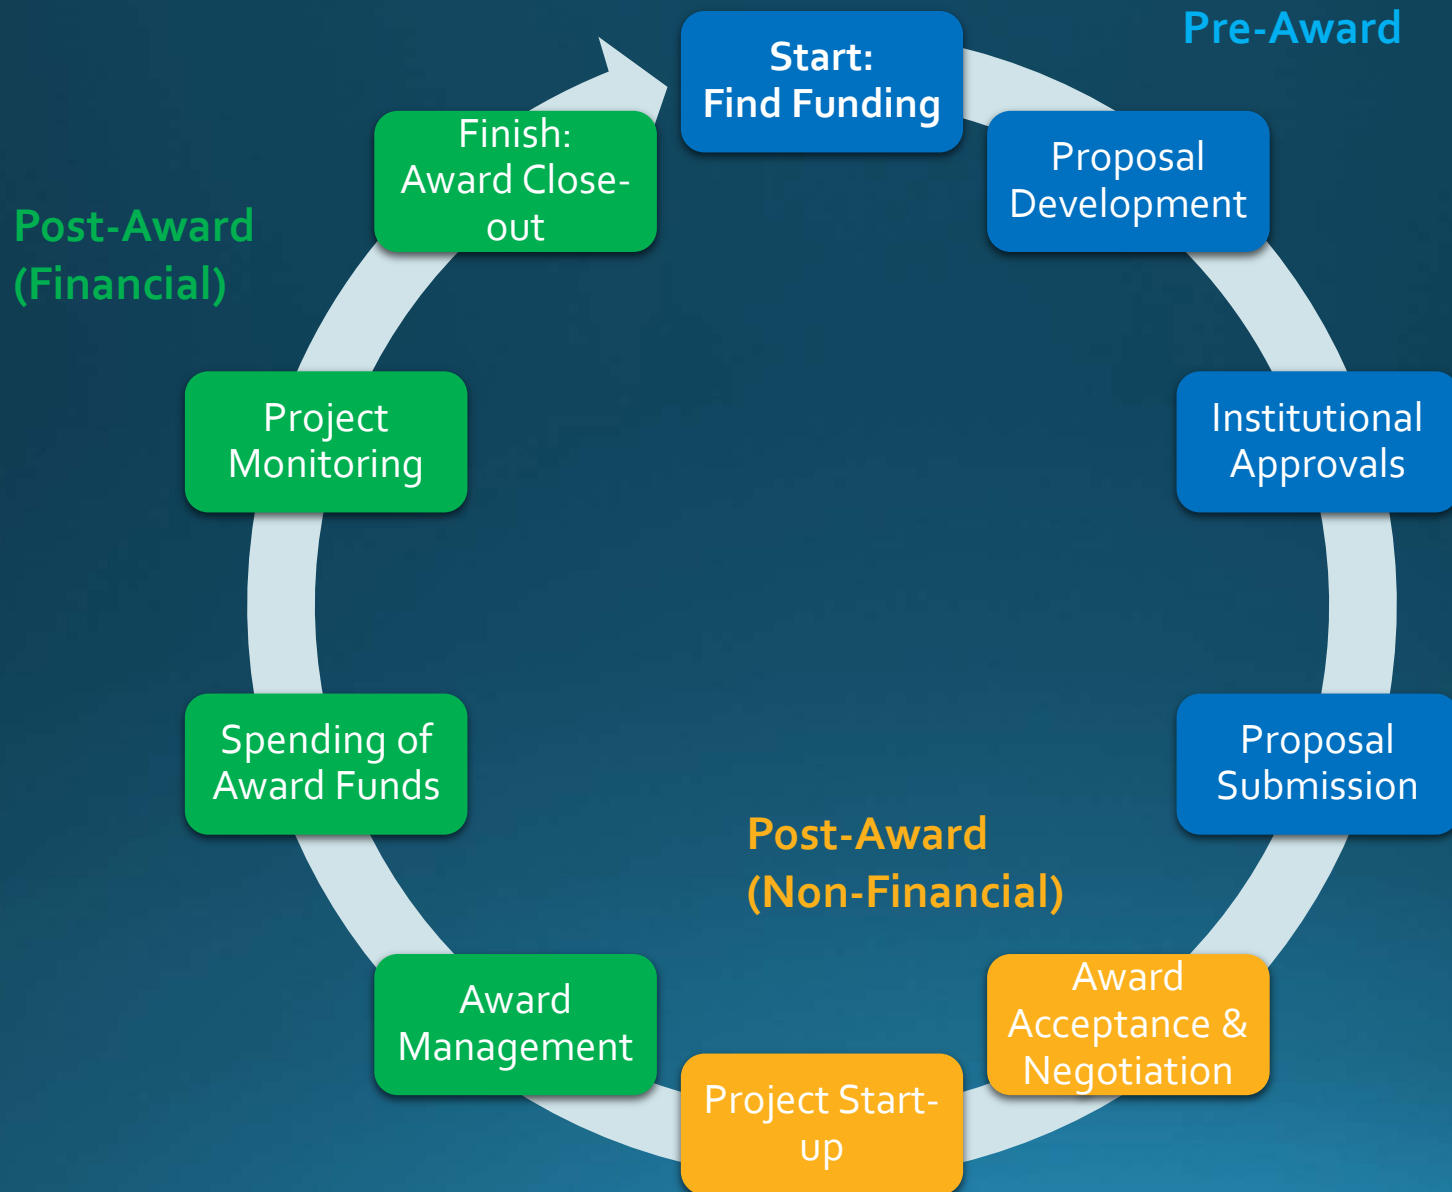 Pre-Award
Start:
Find Funding
Proposal
Development
Institutional
Approvals
Proposal
Submission
Post-Award
(Non-Financial)
Award
Acceptance &
Negotiation
Project Start-
up
Award
Management
Spending of
Award Funds
Project
Monitoring
Post-Award
(Financial)
Finish:
Award Close-
out